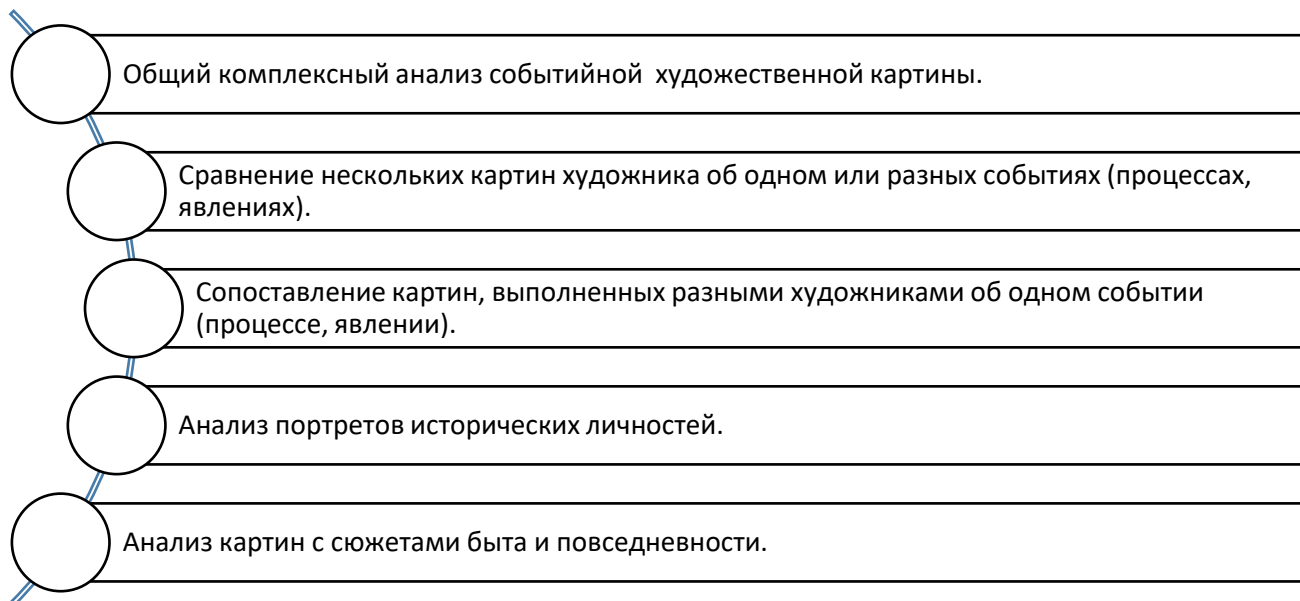 Общий комплексный анализ событийной  художественной картины.
Сравнение нескольких картин художника об одном или разных событиях (процессах,
явлениях).
Сопоставление картин, выполненных разными художниками об одном событии
(процессе, явлении).
Анализ портретов исторических личностей.
Анализ картин с сюжетами быта и повседневности.